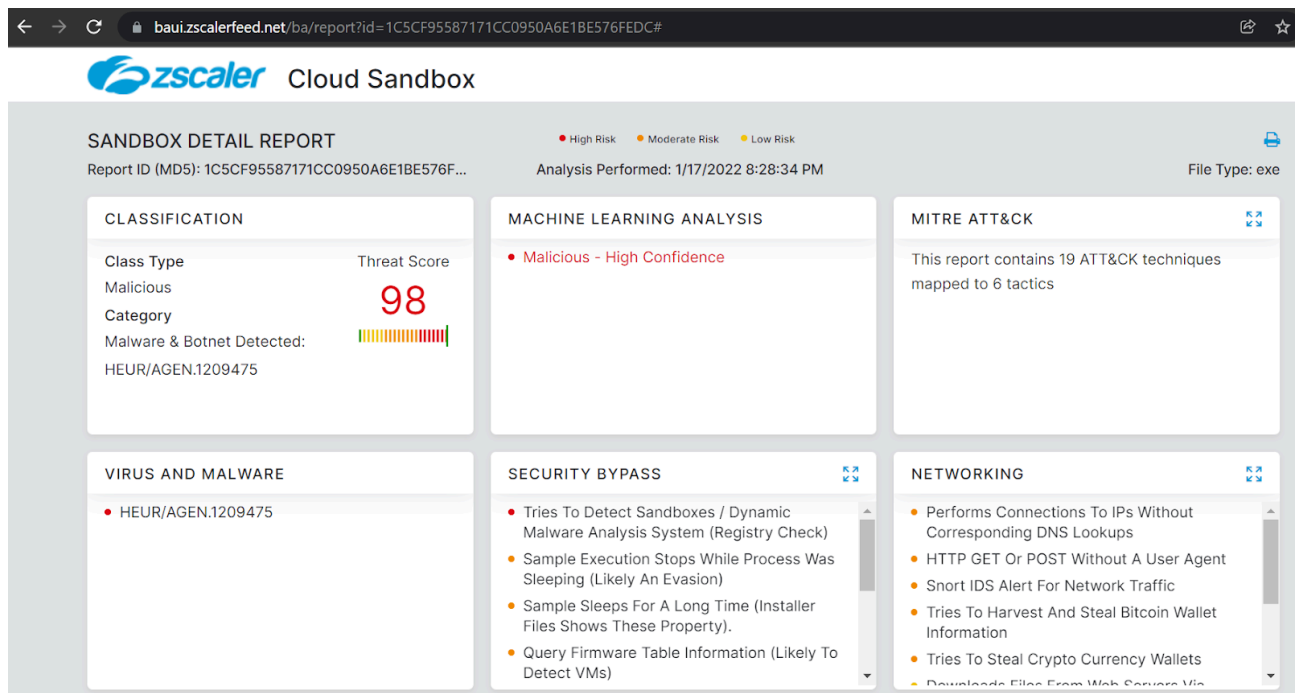 baui.zscalerfeed.net/ba/report?id=1C5CF95587171CC0950A6E1BE576FEDC#
zscaler Cloud Sandbox
SANDBOX DETAIL REPORT
High Risk Moderate Risk Low Risk
Report ID (MD5): 1C5CF95587171CC0950A6E1BE576F...
Analysis Performed: 1/17/2022 8:28:34 PM
File Type: exe
CLASSIFICATION
Class Type
Threat Score
Malicious
98
Category
Malware & Botnet Detected:
HEUR/AGEN.1209475
MACHINE LEARNING ANALYSIS
Malicious - High Confidence
MITRE ATT&CK
This report contains 19 ATT&CK techniques
mapped to 6 tactics
VIRUS AND MALWARE
HEUR/AGEN.1209475
SECURITY BYPASS
Tries To Detect Sandboxes / Dynamic
Malware Analysis System (Registry Check)
Sample Execution Stops While Process Was
Sleeping (Likely An Evasion)
Sample Sleeps For A Long Time (Installer
Files Shows These Property).
Query Firmware Table Information (Likely To
Detect VMs)
NETWORKING
Performs Connections To IPs Without
Corresponding DNS Lookups
HTTP GET Or POST Without A User Agent
Snort IDS Alert For Network Traffic
Tries To Harvest And Steal Bitcoin Wallet
Information
Tries To Steal Crypto Currency Wallets
Downloads Files From Web Servers Via